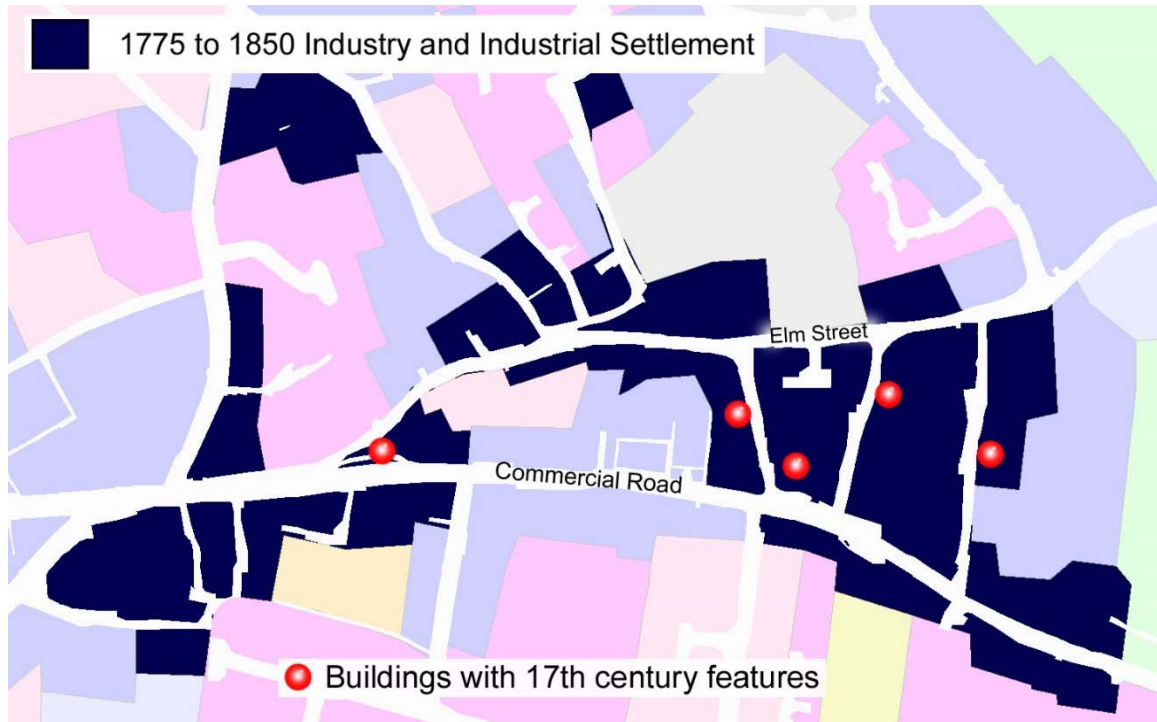 1775 to 1850 Industry and Industrial Settlement
Elm Street
Commercial Road
Buildings with 17th century features